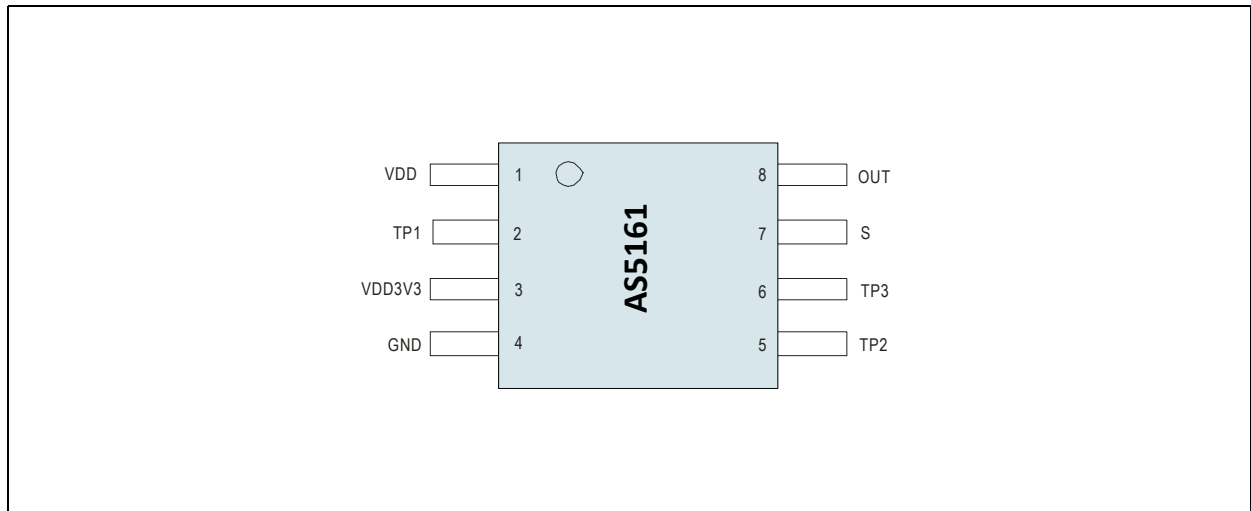 VDD 1 8 OUT
TP1 2 7 S
VDD3V3 3 6 TP3
GND 4 5 TP2
AS5161